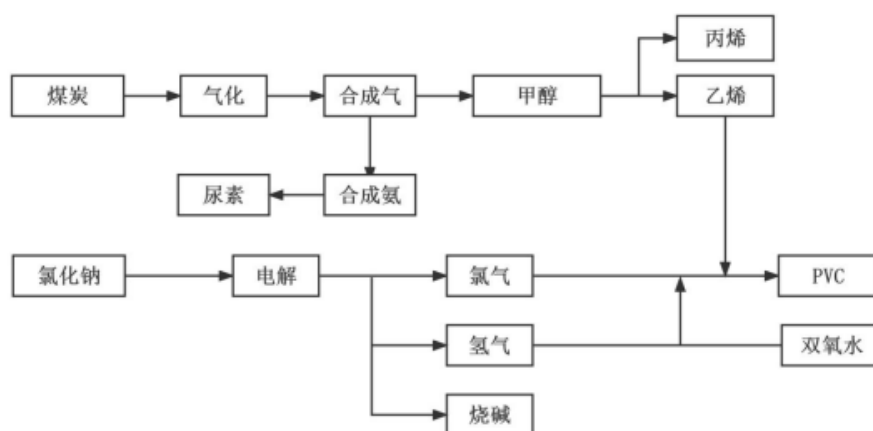 丙烯
煤炭
气化
合成气
甲醇
乙烯
尿素
合成氨
氯化钠
电解
氯气
PVC
氢气
双氧水
烧碱